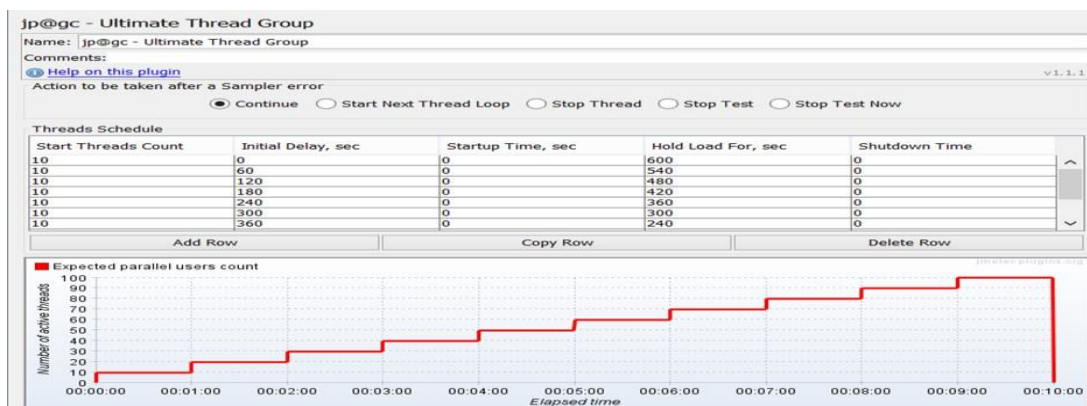 jp@gc - Ultimate Thread Group
Name: jp@gc - Ultimate Thread Group
Comments:
Help on this plugin v1.1.1
Action to be taken after a Sampler error
Continue Start Next Thread Loop Stop Thread Stop Test Stop Test Now
Threads Schedule
Start Threads Count Initial Delay, sec Startup Time, sec Hold Load For, sec Shutdown Time
10 0 0 600 0
10 60 0 540 0
10 120 0 480 0
10 180 0 420 0
10 240 0 360 0
10 300 0 300 0
10 360 0 240 0
Add Row Copy Row Delete Row
Expected parallel users count jmeter-plugins.org
100
90
80
70
60
50
40
30
20
10
0
Number of active threads
00:00:00 00:01:00 00:02:00 00:03:00 00:04:00 00:05:00 00:06:00 00:07:00 00:08:00 00:09:00 00:10:00
Elapsed time